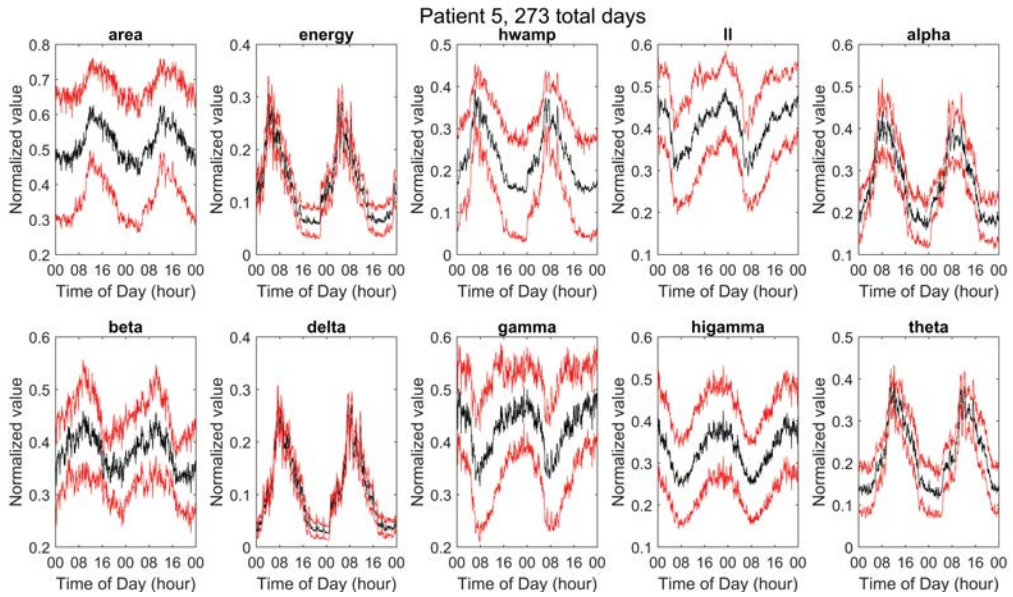 Patient 5, 273 total days
area energy hwamp ll alpha
Normalized value Normalized value Normalized value Normalized value Normalized value
0.8 0.4 0.5 0.6 0.6
0.7 0.3 0.4 0.5 0.5
0.6 0.2 0.3 0.4 0.4
0.5 0.1 0.2 0.3 0.3
0.4 0 0.1 0.2 0.2
0.3 0 0.1 0.1
0.2
00 08 16 00 08 16 00 00 08 16 00 08 16 00 00 08 16 00 08 16 00 00 08 16 00 08 16 00 00 08 16 00 08 16 00
Time of Day (hour) Time of Day (hour) Time of Day (hour) Time of Day (hour) Time of Day (hour)
beta delta gamma higamma theta
Normalized value Normalized value Normalized value Normalized value Normalized value
0.6 0.4 0.6 0.6 0.5
0.5 0.3 0.5 0.5 0.4
0.4 0.2 0.4 0.4 0.3
0.3 0.1 0.3 0.3 0.2
0.2 0 0.2 0.2 0.1
0.1 0
00 08 16 00 08 16 00 00 08 16 00 08 16 00 00 08 16 00 08 16 00 00 08 16 00 08 16 00 00 08 16 00 08 16 00
Time of Day (hour) Time of Day (hour) Time of Day (hour) Time of Day (hour) Time of Day (hour)